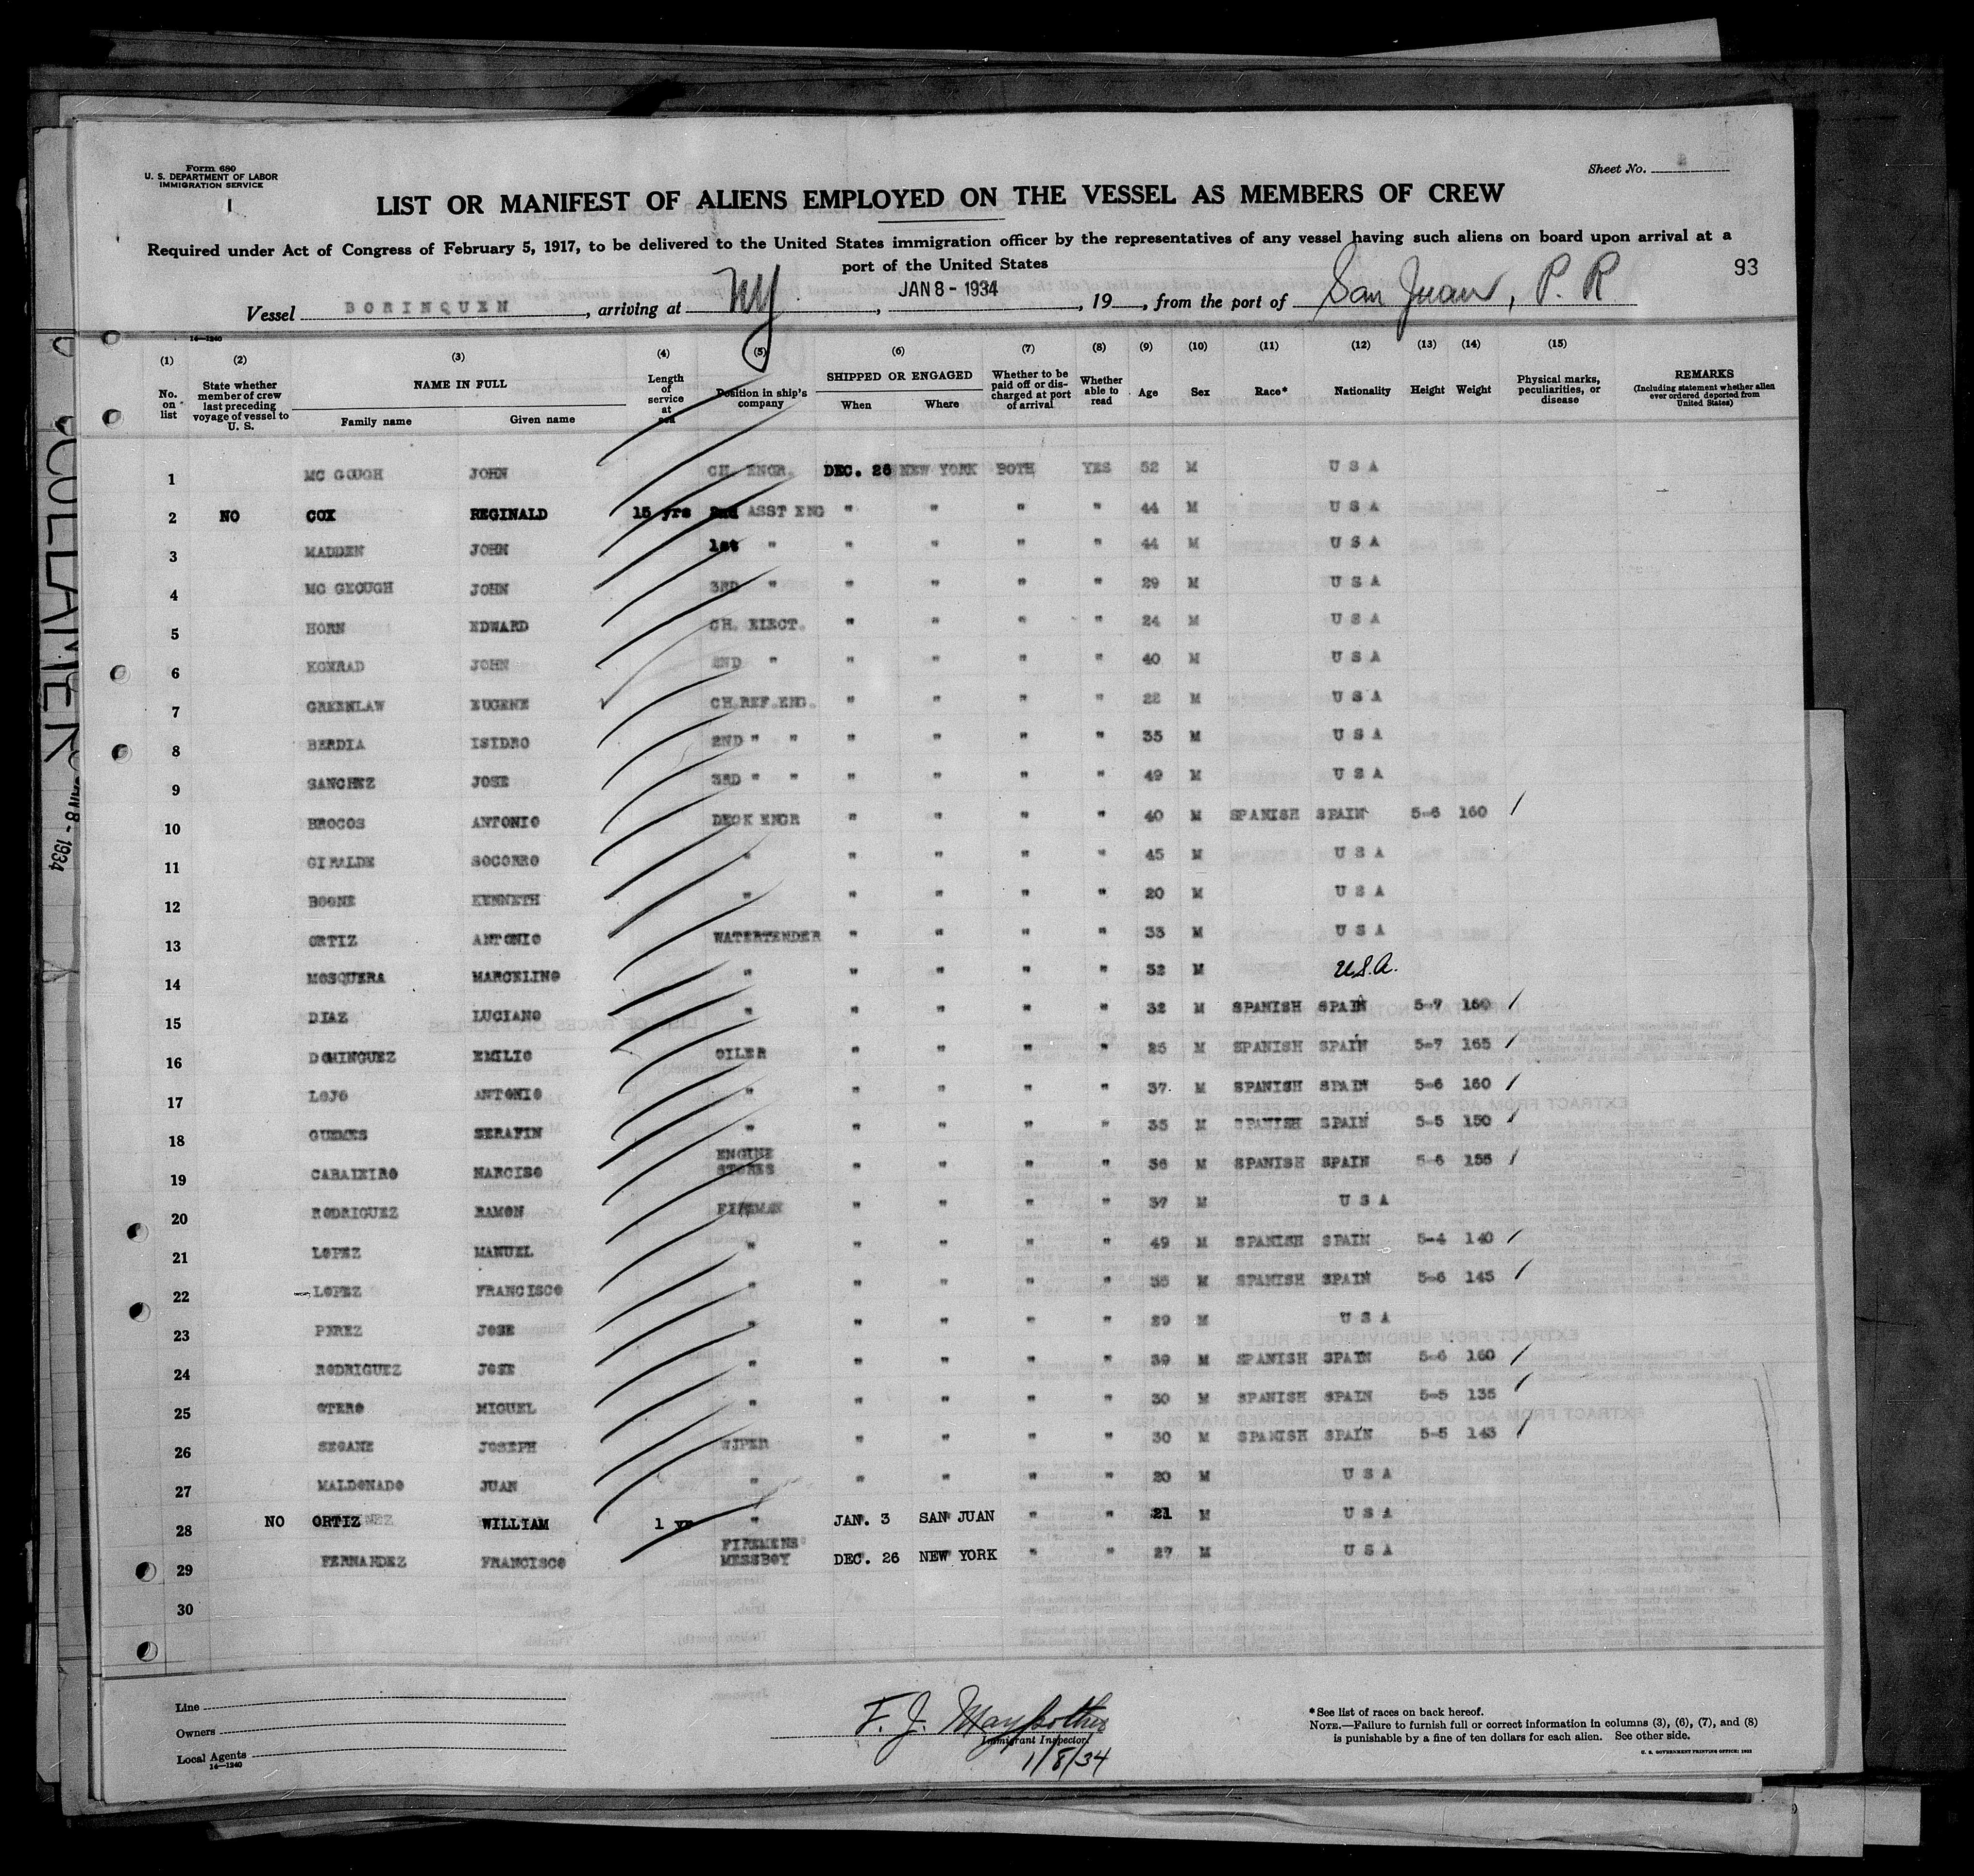 Form 680
U. S. DEPARTMENT OF LABOR
IMMIGRATION SERVICE
Sheet No.
LIST OR MANIFEST OF ALIENS EMPLOYED ON THE VESSEL AS MEMBERS OF CREW
Required under Act of Congress of February 5, 1917, to be delivered to the United States immigration officer by the representatives of any vessel having such aliens on board upon arrival at a
port of the United States
93
Vessel BORINQUEN, arriving at NY, JAN 8 - 1934, 19, from the port of San Juan, P. R
14—1240
(1) (2) (3) (4) (5) (6) (7) (8) (9) (10) (11) (12) (13) (14) (15)
No. on list
State whether member of crew last preceding voyage of vessel to U. S.
NAME IN FULL
Family name Given name
Length of service at sea
Position in ship's company
SHIPPED OR ENGAGED
When Where
Whether to be paid off or discharged at port of arrival
Whether able to read
Age Sex Race* Nationality Height Weight
Physical marks, peculiarities, or disease
REMARKS
(Including statement whether alien ever ordered deported from United States)
1 MC GOUGH JOHN CH. ENGR. DEC. 26 NEW YORK BOTH YES 52 M U S A
2 NO COX REGINALD 15 yrs 2nd ASST ENG " " " " 44 M U S A
3 MADDEN JOHN 1st " " " " " 44 M U S A
4 MC GEOUGH JOHN 3RD " " " " " 29 M U S A
5 HORN EDWARD CH. ELECT. " " " " 24 M U S A
6 KONRAD JOHN 2ND " " " " " 40 M U S A
7 GREENLAW EUGENE CH.REF.ENG. " " " " 22 M U S A
8 BERDIA ISIDRO 2ND " " " " " " 35 M U S A
9 SANCHEZ JOSE 3RD " " " " " " 49 M U S A
10 BROCOS ANTONIO DECK ENGR " " " " 40 M SPANISH SPAIN 5-6 160 /
11 GIRALDE SOCORRO " " " " " 45 M U S A
12 BOONE KENNETH " " " " " 20 M U S A
13 ORTIZ ANTONIO WATERTENDER " " " " 33 M U S A
14 MOSQUERA MARCELINO " " " " " 32 M U.S.A.
15 DIAZ LUCIANO " " " " " 32 M SPANISH SPAIN 5-7 160 /
16 DOMINGUEZ EMILIO OILER " " " " 25 M SPANISH SPAIN 5-7 165 /
17 LOJO ANTONIO " " " " " 37 M SPANISH SPAIN 5-6 160 /
18 GUEMES SERAFIN " " " " " 35 M SPANISH SPAIN 5-5 150 /
19 CARAIXIRO NARCISO ENGINE STORES " " " " 36 M SPANISH SPAIN 5-6 155 /
20 RODRIGUEZ RAMON FIREMAN " " " " 37 M U S A
21 LOPEZ MANUEL " " " " " 49 M SPANISH SPAIN 5-4 140 /
22 LOPEZ FRANCISCO " " " " " 35 M SPANISH SPAIN 5-6 145 /
23 PEREZ JOSE " " " " " 29 M U S A
24 RODRIGUEZ JOSE " " " " " 39 M SPANISH SPAIN 5-6 160 /
25 OTERO MIGUEL " " " " " 30 M SPANISH SPAIN 5-5 135 /
26 SEOANE JOSEPH WIPER " " " " 30 M SPANISH SPAIN 5-5 143 /
27 MALDONADO JUAN " " " " " 20 M U S A
28 NO ORTIZ WILLIAM 1 yr " JAN. 3 SAN JUAN " " 21 M U S A
29 FERNANDEZ FRANCISCO FIREMENS MESSBOY DEC. 26 NEW YORK " " 27 M U S A
30
Line
Owners
Local Agents
14—1240
F. J.
Immigrant Inspector.
1/8/34
*See list of races on back hereof.
NOTE.—Failure to furnish full or correct information in columns (3), (6), (7), and (8)
is punishable by a fine of ten dollars for each alien. See other side.
U. S. GOVERNMENT PRINTING OFFICE: 1932
JAN 8 - 1934